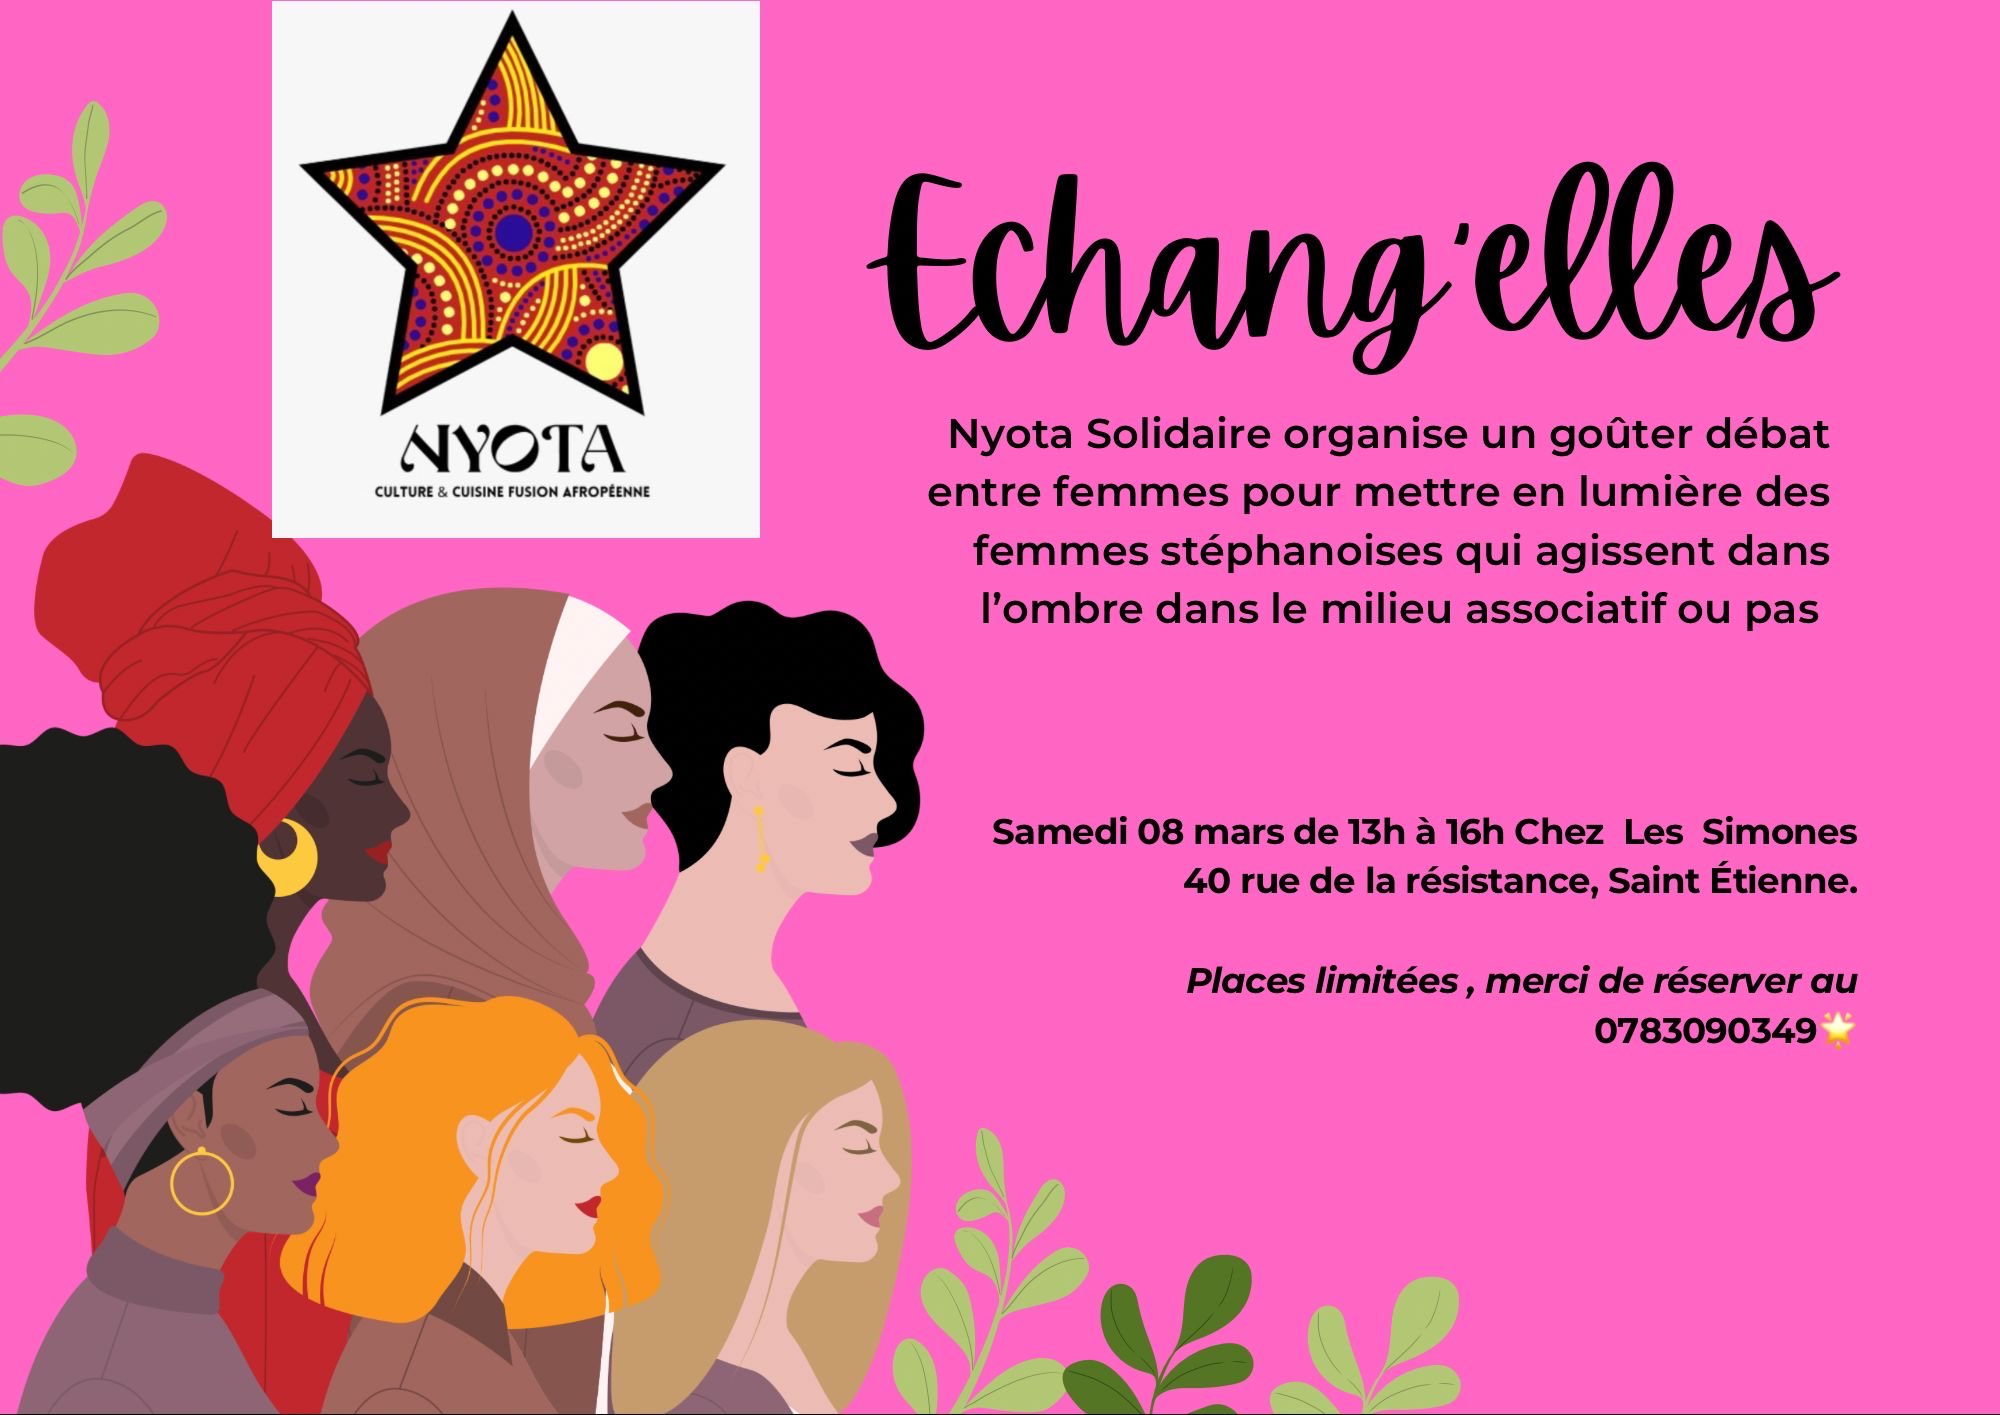 NYOTA
CULTURE & CUISINE FUSION AFROPÉENNE
Echang'elles
Nyota Solidaire organise un goûter débat
entre femmes pour mettre en lumière des
femmes stéphanoises qui agissent dans
l’ombre dans le milieu associatif ou pas
Samedi 08 mars de 13h à 16h Chez Les Simones
40 rue de la résistance, Saint Étienne.
Places limitées , merci de réserver au
0783090349🌟